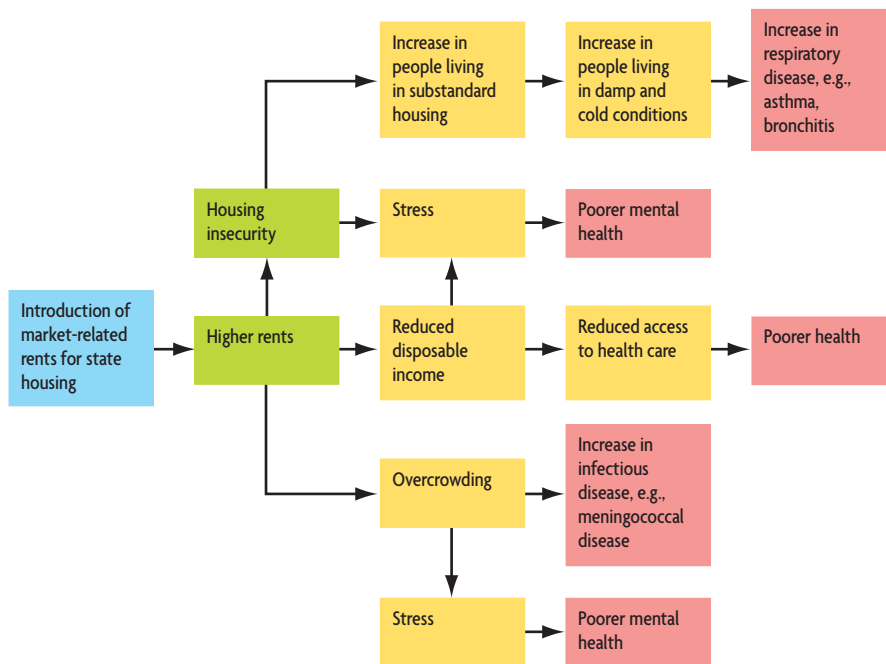 Increase in
people living
in substandard
housing
Increase in
people living
in damp and
cold conditions
Increase in
respiratory
disease, e.g.,
asthma,
bronchitis
Housing
insecurity
Stress
Poorer mental
health
Introduction of
market-related
rents for state
housing
Higher rents
Reduced
disposable
income
Reduced access
to health care
Poorer health
Overcrowding
Increase in
infectious
disease, e.g.,
meningococcal
disease
Stress
Poorer mental
health